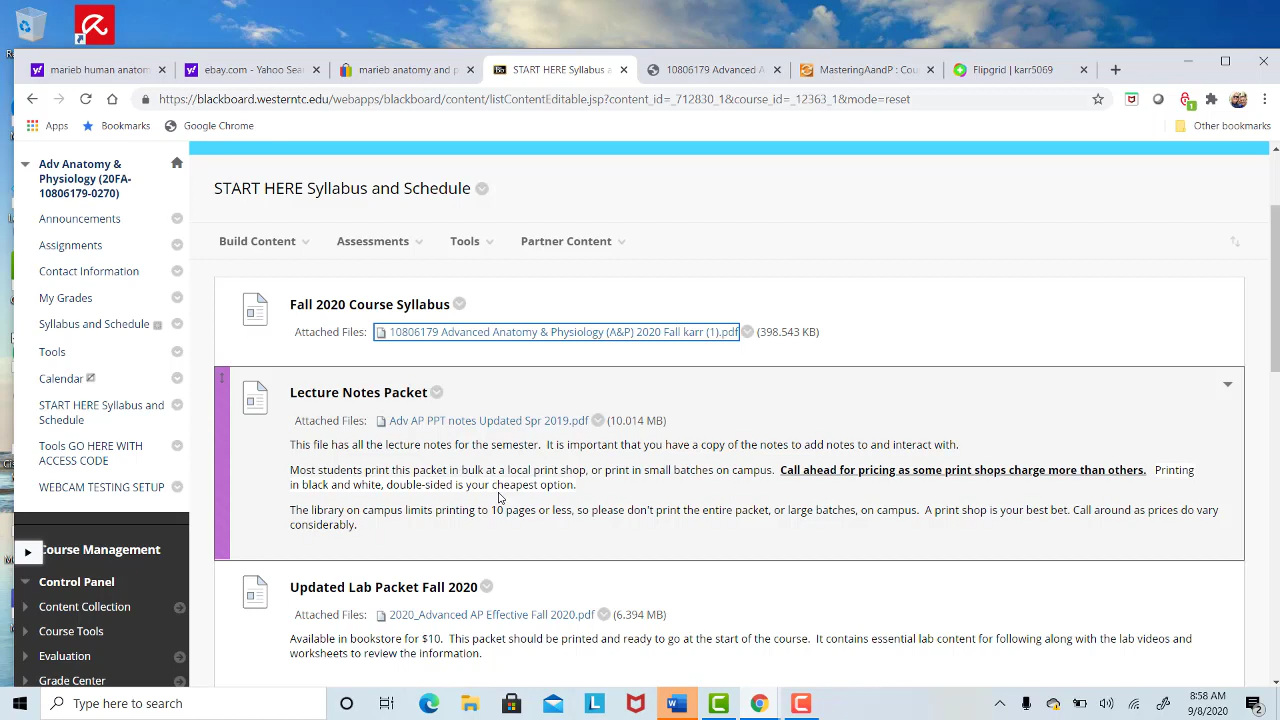 marieb human anatom
ebay.com - Yahoo Sea
marieb anatomy and p
START HERE Syllabus a
10806179 Advanced A
MasteringAandP: Cou
Flipgrid | karr5069
https://blackboard.westerntc.edu/webapps/blackboard/content/listContentEditable.jsp?content_id=_712830_1&course_id=_12363_1&mode=reset
Apps
Bookmarks
Google Chrome
Other bookmarks
Adv Anatomy &
Physiology (20FA-
10806179-0270)
Announcements
Assignments
Contact Information
My Grades
Syllabus and Schedule
Tools
Calendar
START HERE Syllabus and
Schedule
Tools GO HERE WITH
ACCESS CODE
WEBCAM TESTING SETUP
Course Management
Control Panel
Content Collection
Course Tools
Evaluation
Grade Center
START HERE Syllabus and Schedule
Build Content
Assessments
Tools
Partner Content
Fall 2020 Course Syllabus
Attached Files: 10806179 Advanced Anatomy & Physiology (A&P) 2020 Fall karr (1).pdf (398.543 KB)
Lecture Notes Packet
Attached Files: Adv AP PPT notes Updated Spr 2019.pdf (10.014 MB)
This file has all the lecture notes for the semester. It is important that you have a copy of the notes to add notes to and interact with.
Most students print this packet in bulk at a local print shop, or print in small batches on campus. Call ahead for pricing as some print shops charge more than others. Printing
in black and white, double-sided is your cheapest option.
The library on campus limits printing to 10 pages or less, so please don't print the entire packet, or large batches, on campus. A print shop is your best bet. Call around as prices do vary
considerably.
Updated Lab Packet Fall 2020
Attached Files: 2020_Advanced AP Effective Fall 2020.pdf (6.394 MB)
Available in bookstore for $10. This packet should be printed and ready to go at the start of the course. It contains essential lab content for following along with the lab videos and
worksheets to review the information.
Type here to search
8:58 AM
9/8/2020